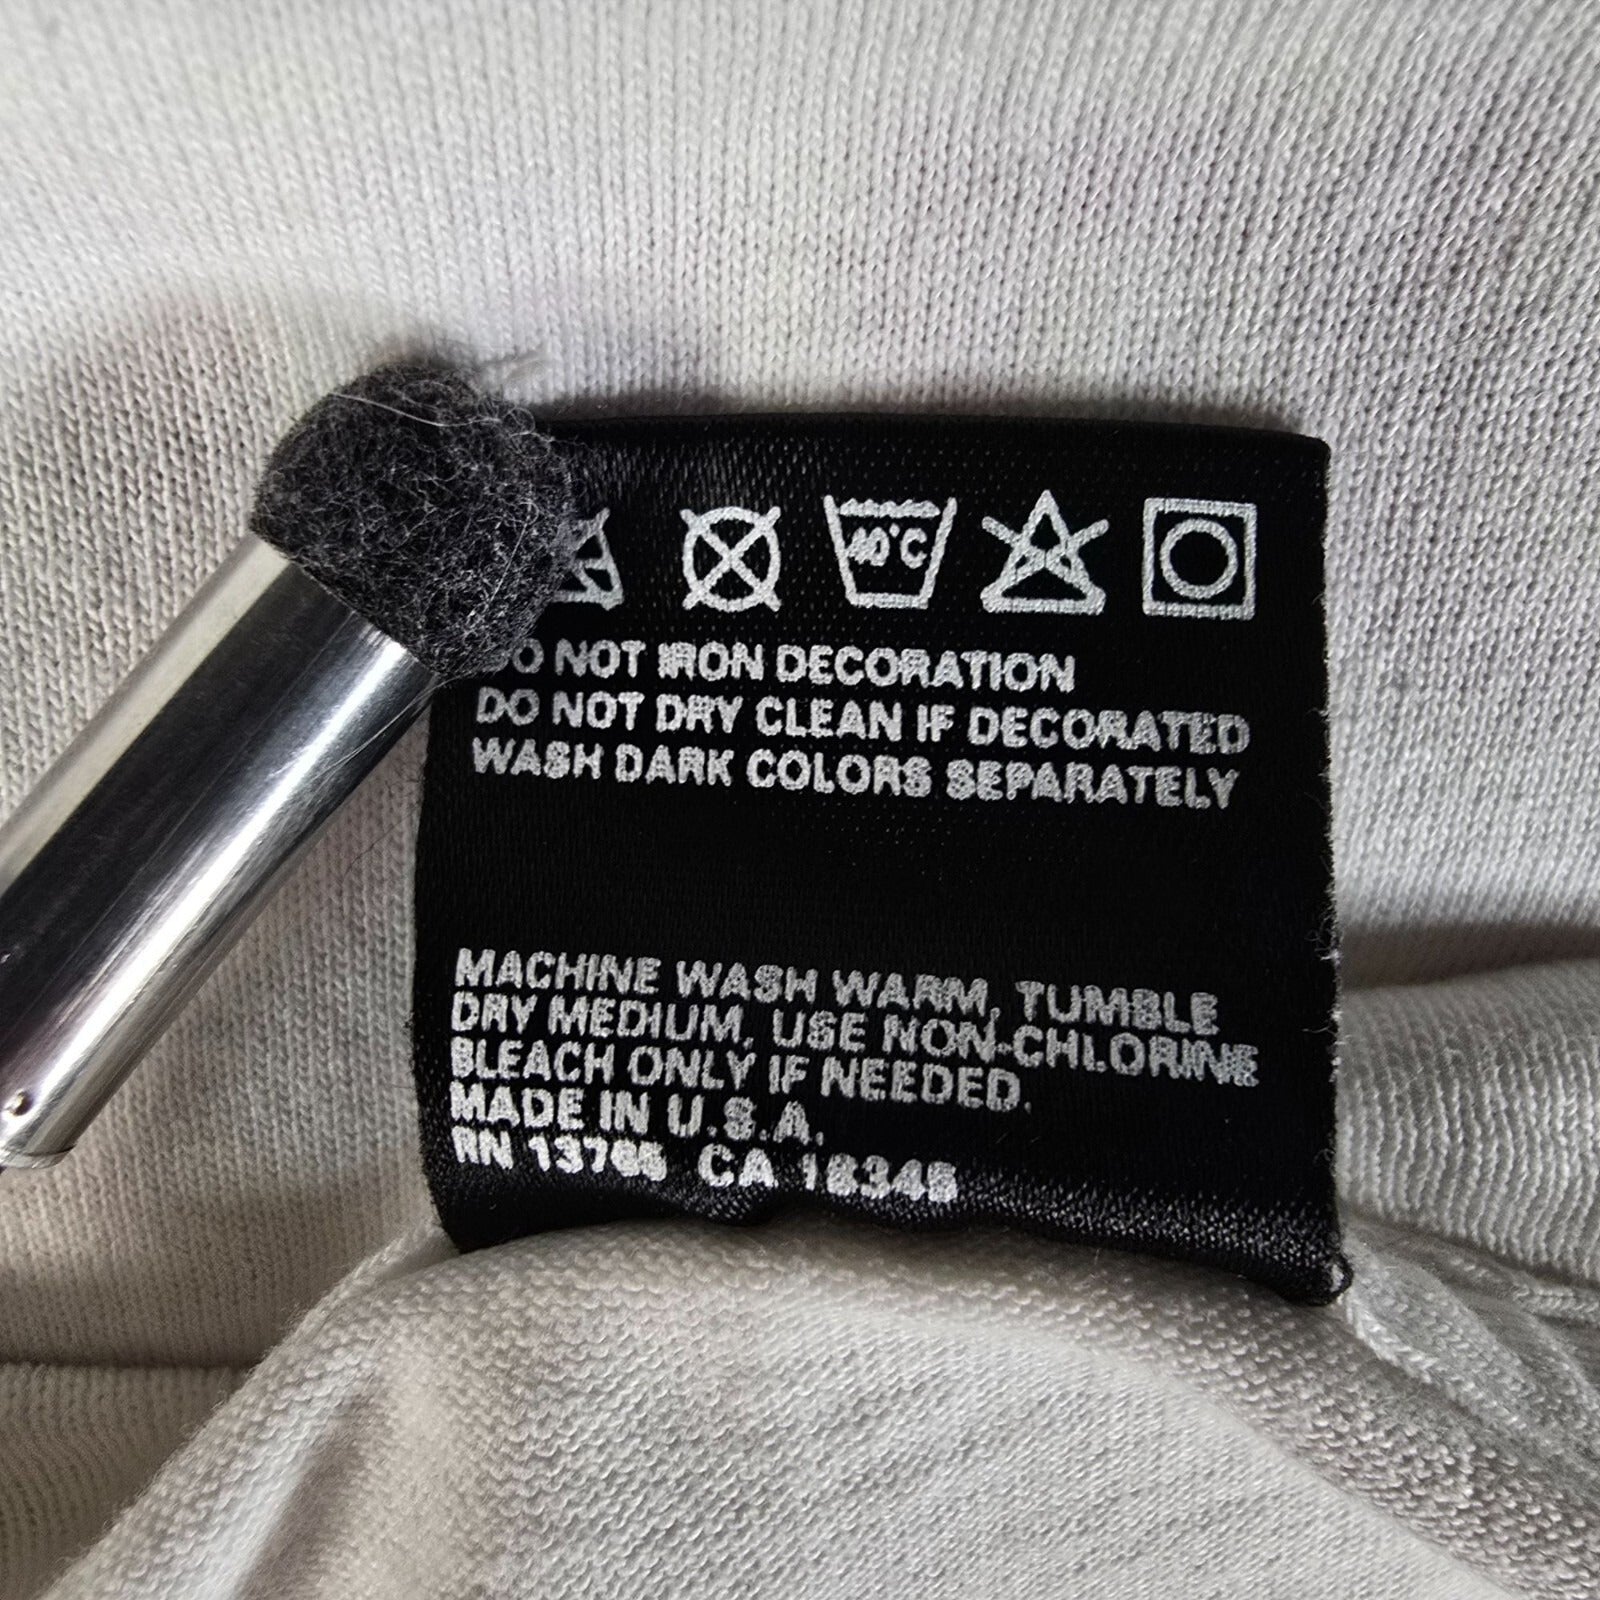 40°C
DO NOT IRON DECORATION
DO NOT DRY CLEAN IF DECORATED
WASH DARK COLORS SEPARATELY
MACHINE WASH WARM, TUMBLE
DRY MEDIUM, USE NON-CHLORINE
BLEACH ONLY IF NEEDED.
MADE IN U.S.A.
RN 13765 CA 18345